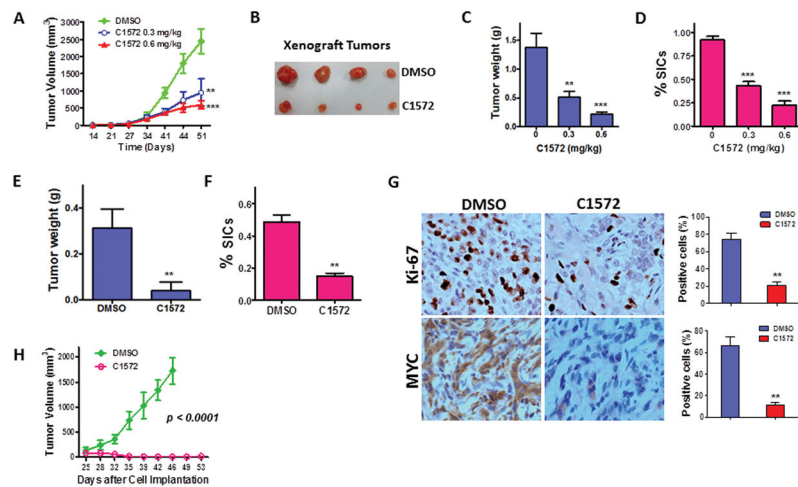 A
DMSO
C1572 0.3 mg/kg
C1572 0.6 mg/kg
Tumor Volume (mm³)
3000
2500
2000
1500
1000
500
0
14 21 27 34 41 44 51
Time (Days)
**
***
B
Xenograft Tumors
DMSO
C1572
C
Tumor weight (g)
2.0
1.5
1.0
0.5
0.0
**
***
0 0.3 0.6
C1572 (mg/kg)
D
% SICs
1.00
0.75
0.50
0.25
0.00
***
***
0 0.3 0.6
C1572 (mg/kg)
E
Tumor weight (g)
0.4
0.2
0.0
**
DMSO C1572
F
% SICs
0.6
0.4
0.2
0.0
**
DMSO C1572
G
DMSO C1572
Ki-67
MYC
DMSO
C1572
Positive cells (%)
100
80
60
40
20
0
**
DMSO
C1572
Positive cells (%)
80
60
40
20
0
**
H
DMSO
C1572
Tumor Volume (mm³)
2000
1500
1000
500
0
p < 0.0001
25 28 32 35 39 42 46 49 53
Days after Cell Implantation